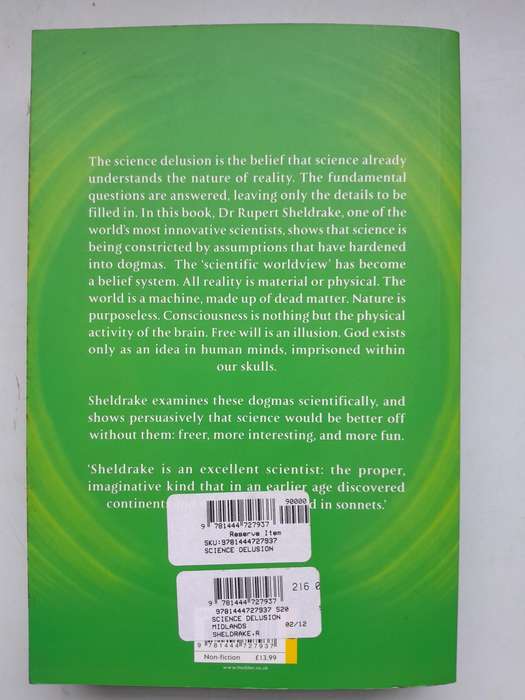 The science delusion is the belief that science already
understands the nature of reality. The fundamental
questions are answered, leaving only the details to be
filled in. In this book, Dr Rupert Sheldrake, one of the
world's most innovative scientists, shows that science is
being constricted by assumptions that have hardened
into dogmas. The 'scientific worldview' has become
a belief system. All reality is material or physical. The
world is a machine, made up of dead matter. Nature is
purposeless. Consciousness is nothing but the physical
activity of the brain. Free will is an illusion. God exists
only as an idea in human minds, imprisoned within
our skulls.
Sheldrake examines these dogmas scientifically, and
shows persuasively that science would be better off
without them: freer, more interesting, and more fun.
'Sheldrake is an excellent scientist: the proper,
imaginative kind that in an earlier age discovered
continents and in sonnets.'
90000
9 781444 727937
Reserve Item
SKU:9781444727937
SCIENCE DELUSION
216.0
9 781444 727937
9781444727937 S20
SCIENCE DELUSION
MIDLANDS 02/12
SHELDRAKE,R
9 781444 727937
Non-fiction £13.99